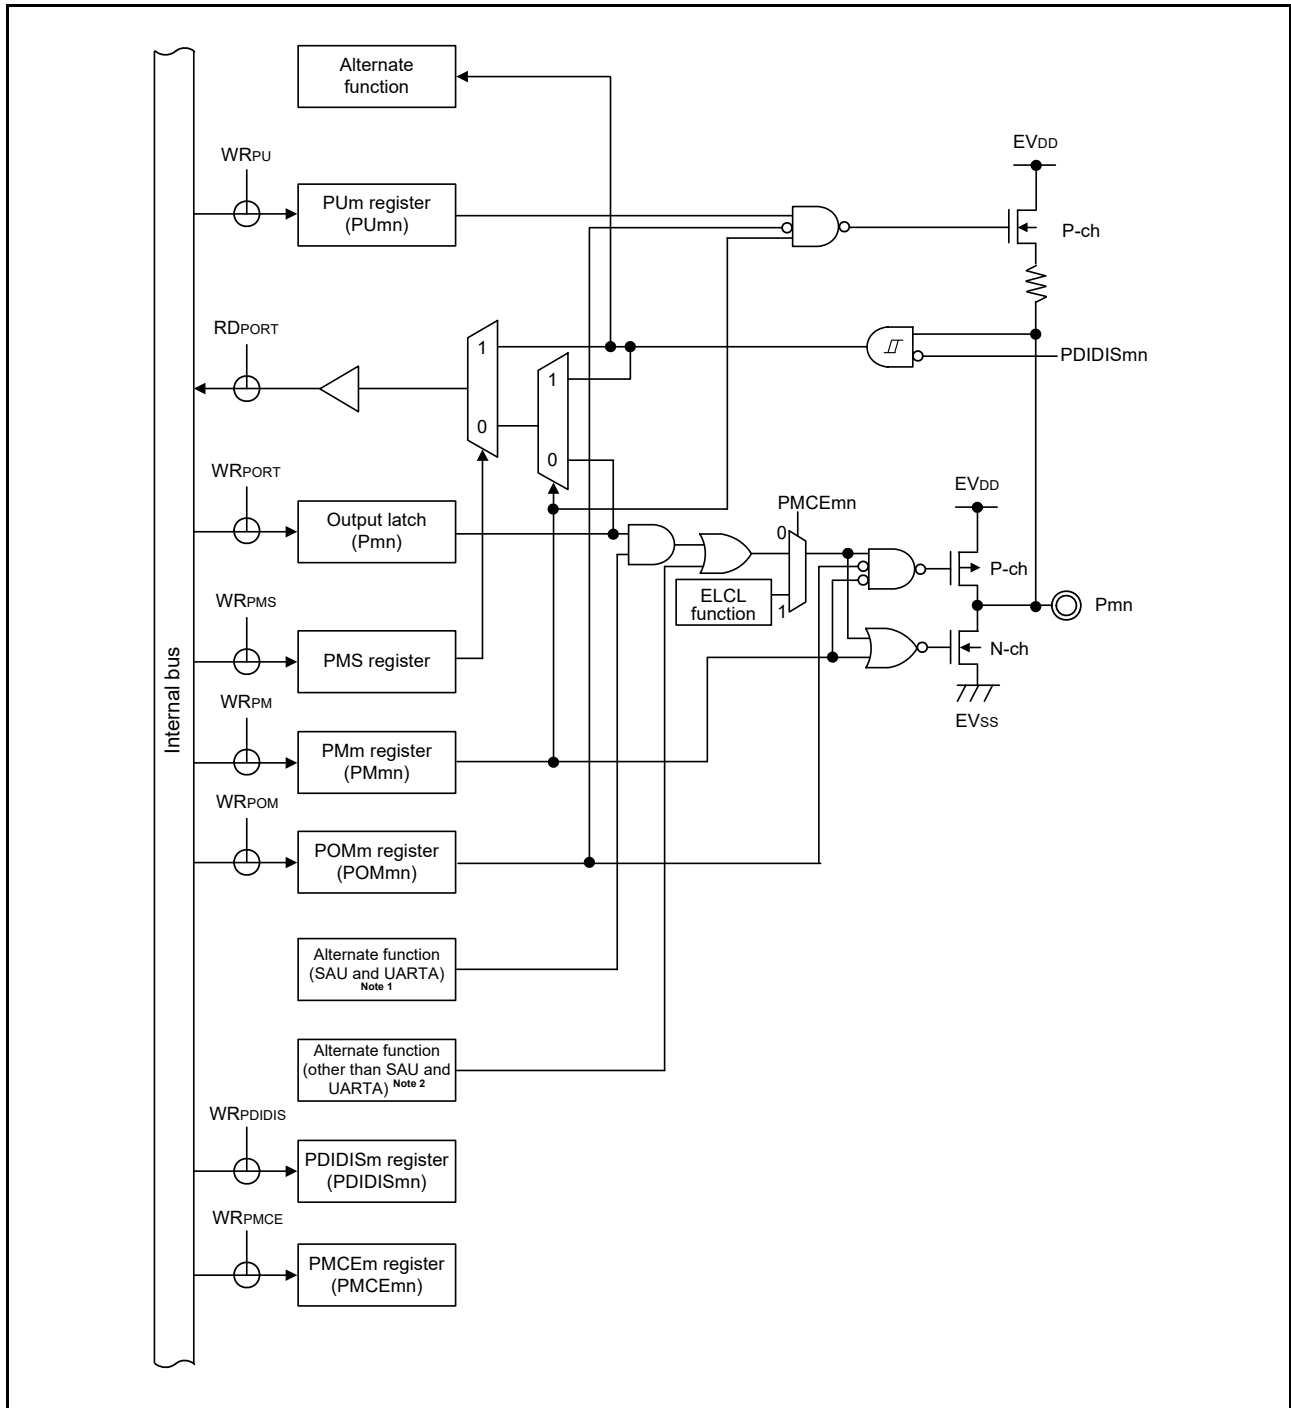 Alternate
function
EVDD
WRPU
PUm register
(PUmn)
P-ch
RDPORT
1
PDIDISmn
1
0
0
WRPORT
EVDD
PMCEmn
Output latch
(Pmn)
0
P-ch
ELCL
function
1
Pmn
WRPMS
PMS register
N-ch
Internal bus
WRPM
EVSS
PMm register
(PMmn)
WRPOM
POMm register
(POMmn)
Alternate function
(SAU and UARTA)
Note 1
Alternate function
(other than SAU and
UARTA) Note 2
WRPDIDIS
PDIDISm register
(PDIDISmn)
WRPMCE
PMCEm register
(PMCEmn)